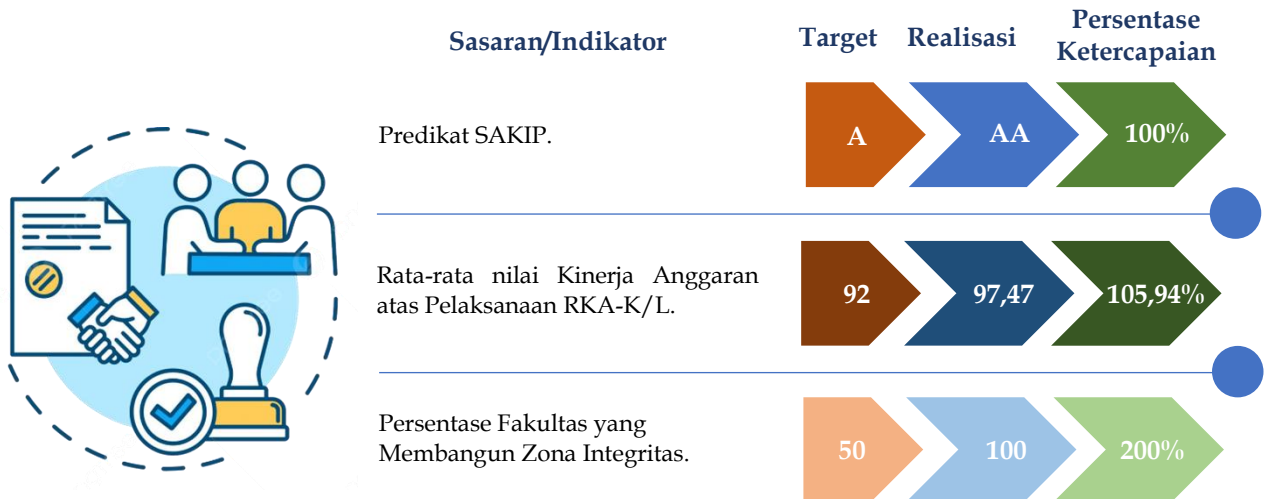 Sasaran/Indikator Target Realisasi Persentase
Ketercapaian
Predikat SAKIP. A AA 100%
Rata-rata nilai Kinerja Anggaran
atas Pelaksanaan RKA-K/L. 92 97,47 105,94%
Persentase Fakultas yang
Membangun Zona Integritas. 50 100 200%